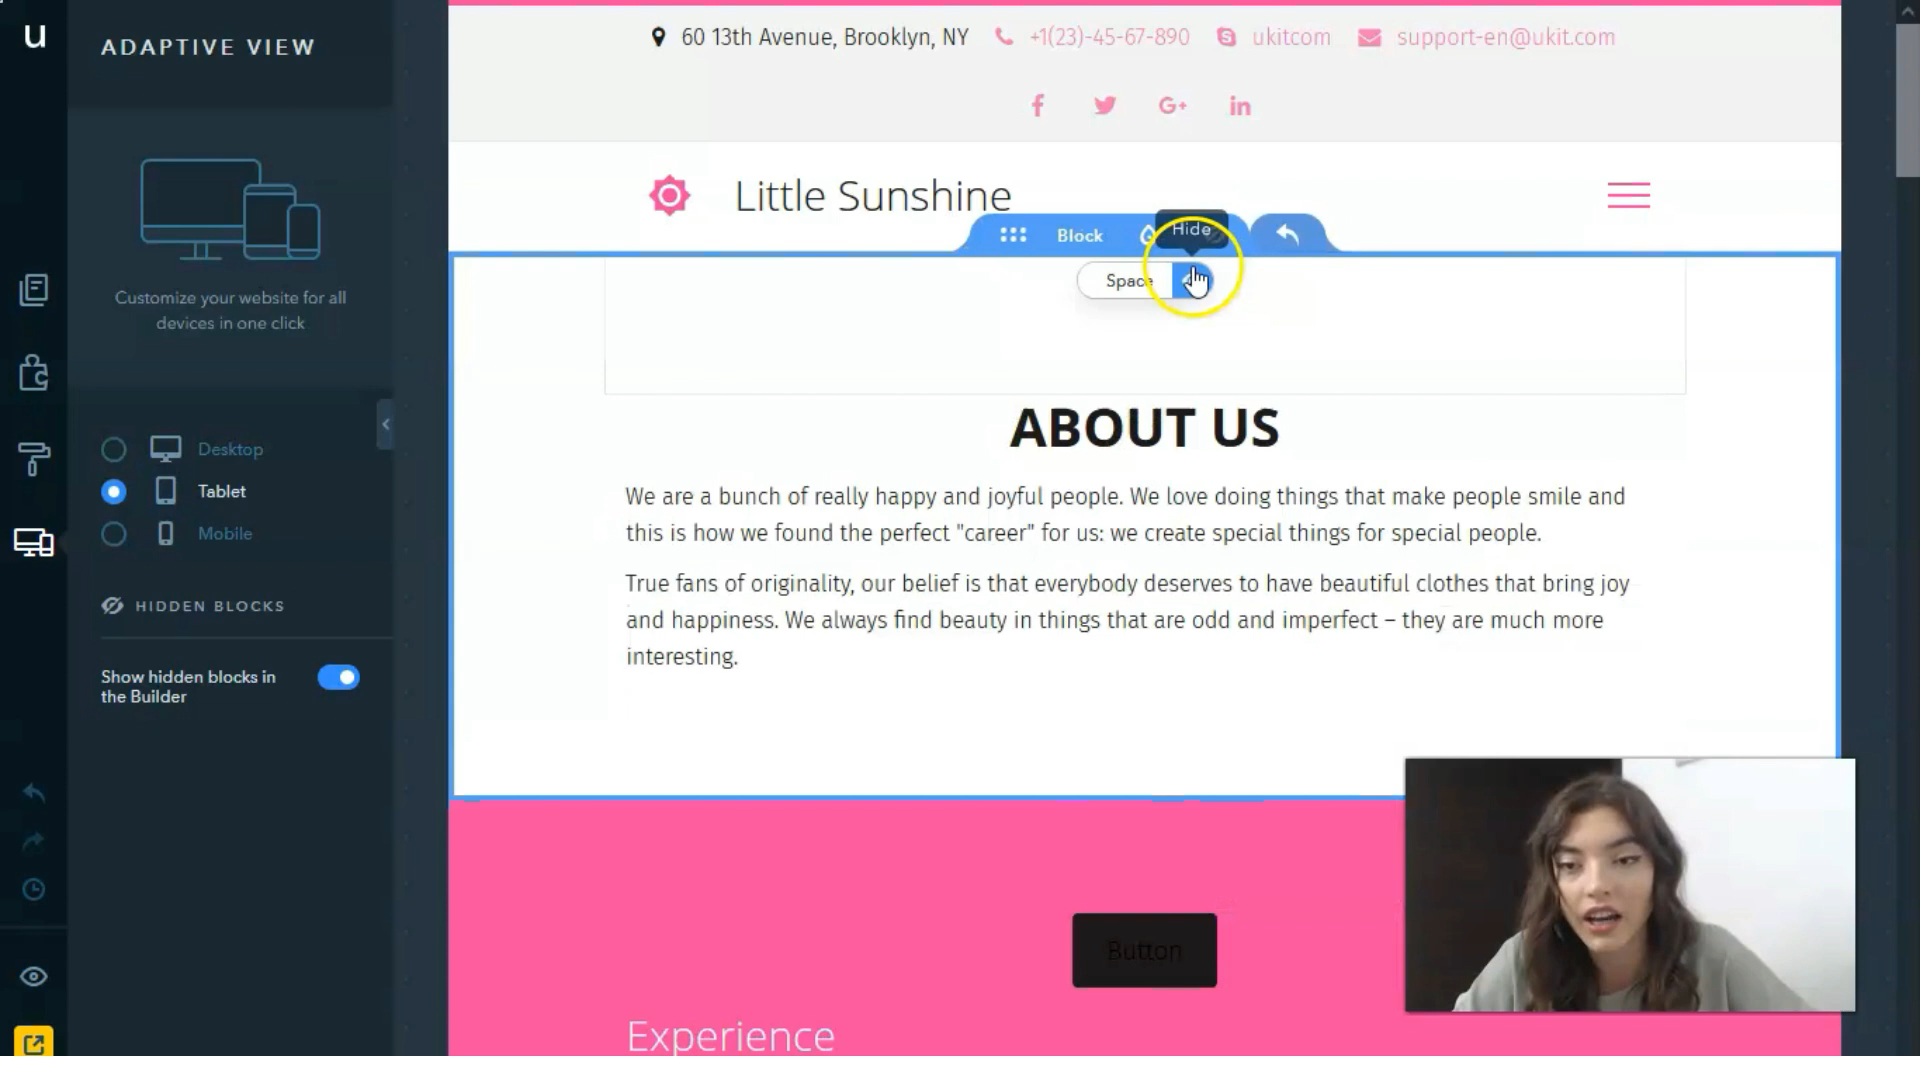 u
ADAPTIVE VIEW
Customize your website for all
devices in one click
Desktop
Tablet
Mobile
HIDDEN BLOCKS
Show hidden blocks in
the Builder
60 13th Avenue, Brooklyn, NY +1(23)-45-67-890 ukitcom support-en@ukit.com
f G+ in
Little Sunshine
Block Hide
Space
ABOUT US
We are a bunch of really happy and joyful people. We love doing things that make people smile and
this is how we found the perfect "career" for us: we create special things for special people.
True fans of originality, our belief is that everybody deserves to have beautiful clothes that bring joy
and happiness. We always find beauty in things that are odd and imperfect – they are much more
interesting.
Button
Experience